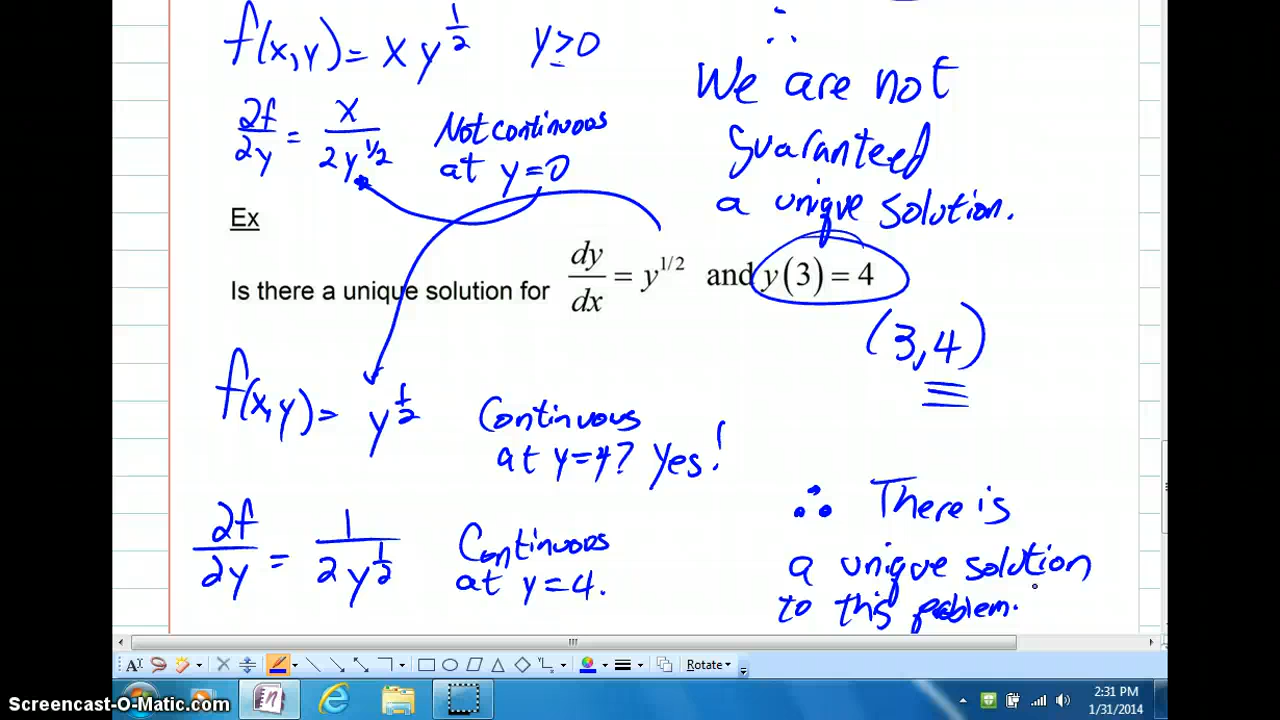 f(x,y) = x y^{1/2} y ≥ 0
∂f/∂y = x/(2y^{1/2}) Not continuous
at y=0
∴
We are not
guaranteed
a unique solution.
Ex
Is there a unique solution for dy/dx = y^{1/2} and y(3) = 4
(3,4)
f(x,y) = y^{1/2} Continuous
at y=4? Yes!
∂f/∂y = 1/(2y^{1/2}) Continuous
at y=4.
∴ There is
a unique solution
to this problem.
Rotate
Screencast-O-Matic.com
2:31 PM
1/31/2014